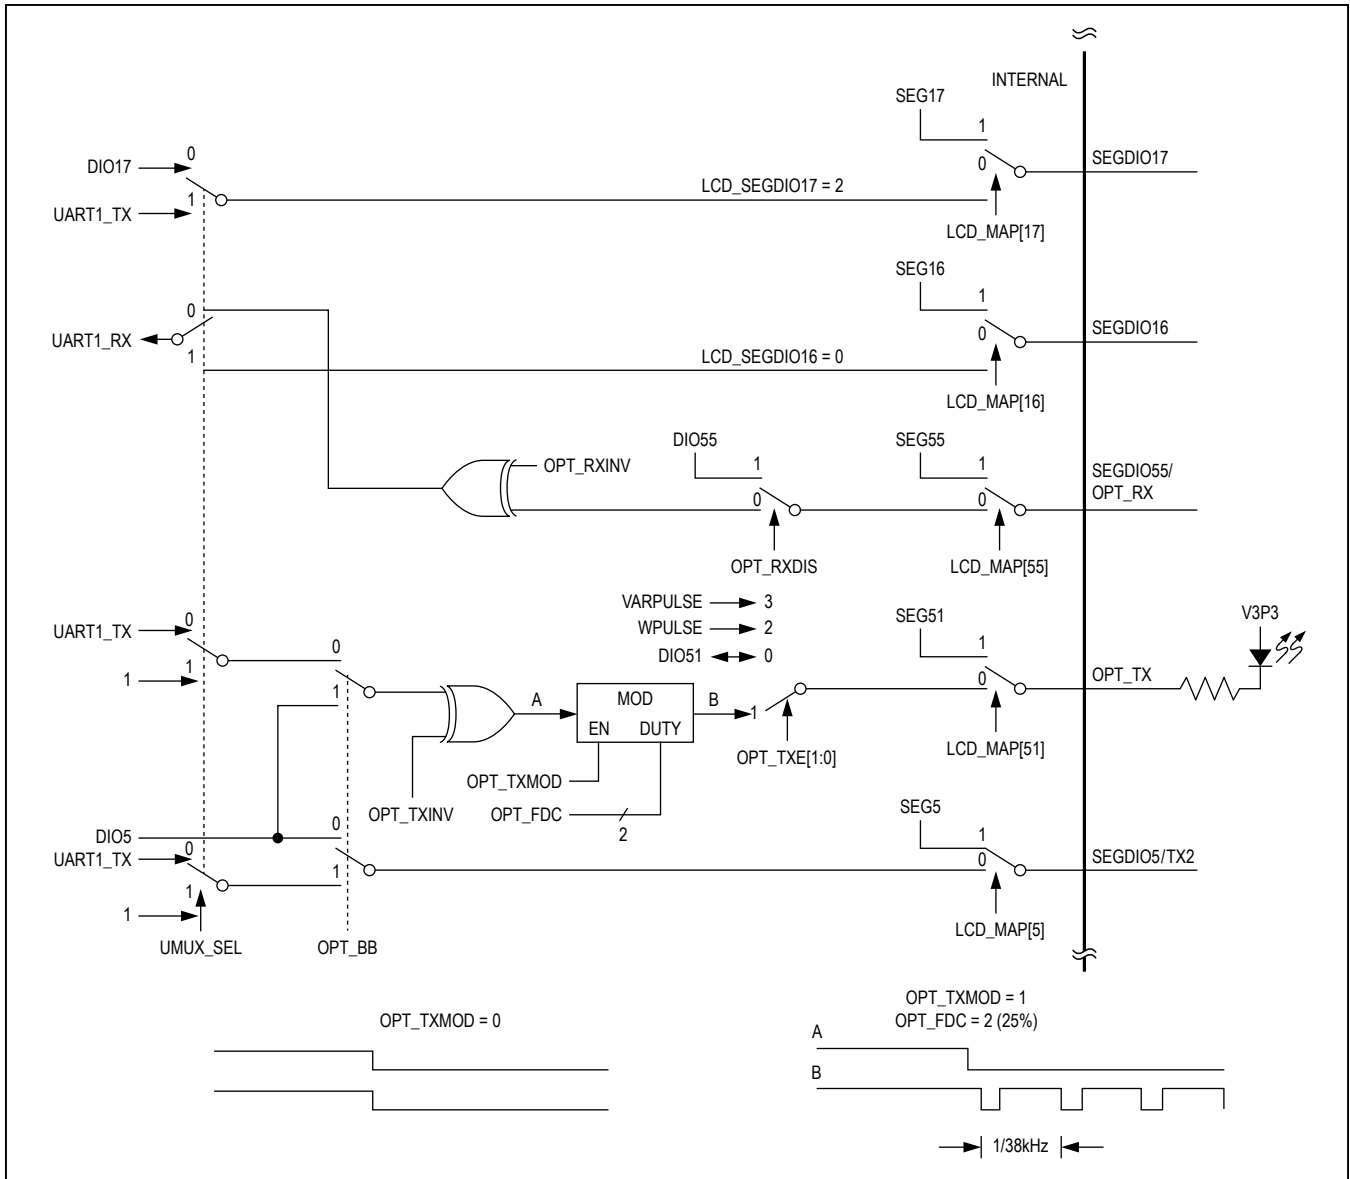 INTERNAL
SEG17
1
0
DIO17
0
1
UART1_TX
LCD_SEGDIO17 = 2
SEGDIO17
LCD_MAP[17]
SEG16
1
0
UART1_RX
0
1
LCD_SEGDIO16 = 0
SEGDIO16
LCD_MAP[16]
DIO55
1
0
SEG55
1
0
OPT_RXINV
SEGDIO55/
OPT_RX
OPT_RXDIS
LCD_MAP[55]
VARPULSE
3
WPULSE
2
DIO51
0
UART1_TX
0
1
1
0
1
SEG51
1
0
V3P3
OPT_TX
A
MOD
EN
DUTY
B
1
OPT_TXE[1:0]
LCD_MAP[51]
OPT_TXMOD
OPT_FDC
2
OPT_TXINV
DIO5
UART1_TX
0
1
1
0
1
SEG5
1
0
SEGDIO5/TX2
UMUX_SEL
OPT_BB
LCD_MAP[5]
OPT_TXMOD = 0
OPT_TXMOD = 1
OPT_FDC = 2 (25%)
A
B
1/38kHz